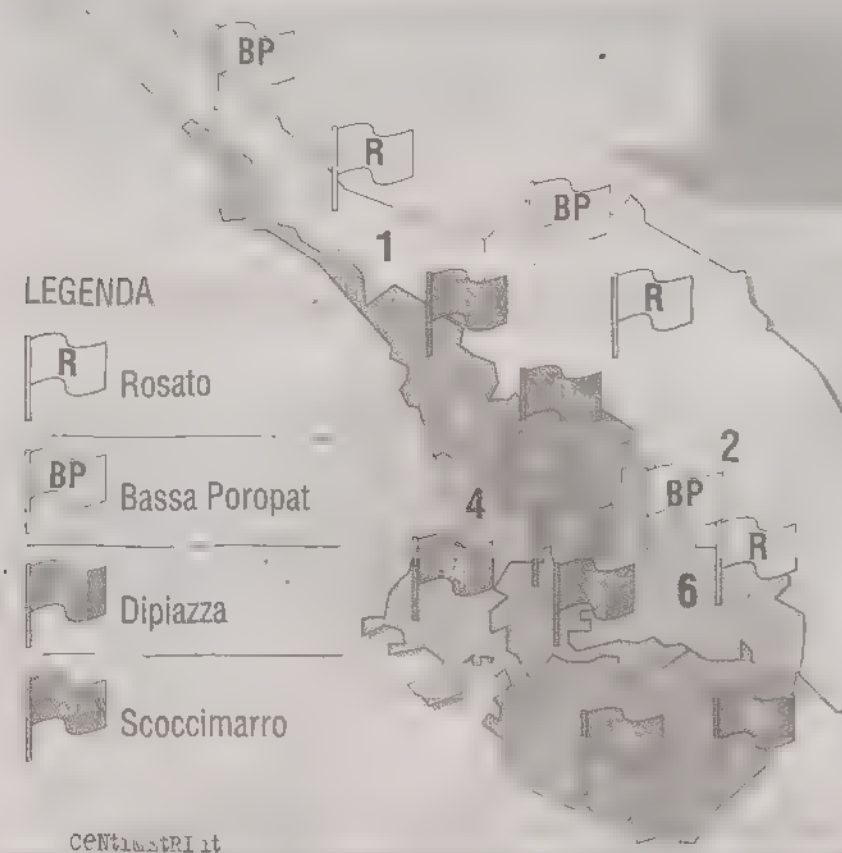 BP
R
BP
1
R
LEGENDA
R Rosato
2
BP Bassa Poropat
BP
4
R
6
Dipiazza
Scoccimarro